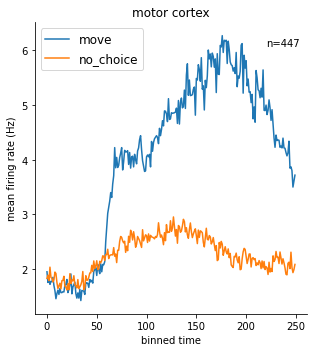 motor cortex
move
no_choice
n=447
mean firing rate (Hz)
6
5
4
3
2
0
50
100
150
200
250
binned time